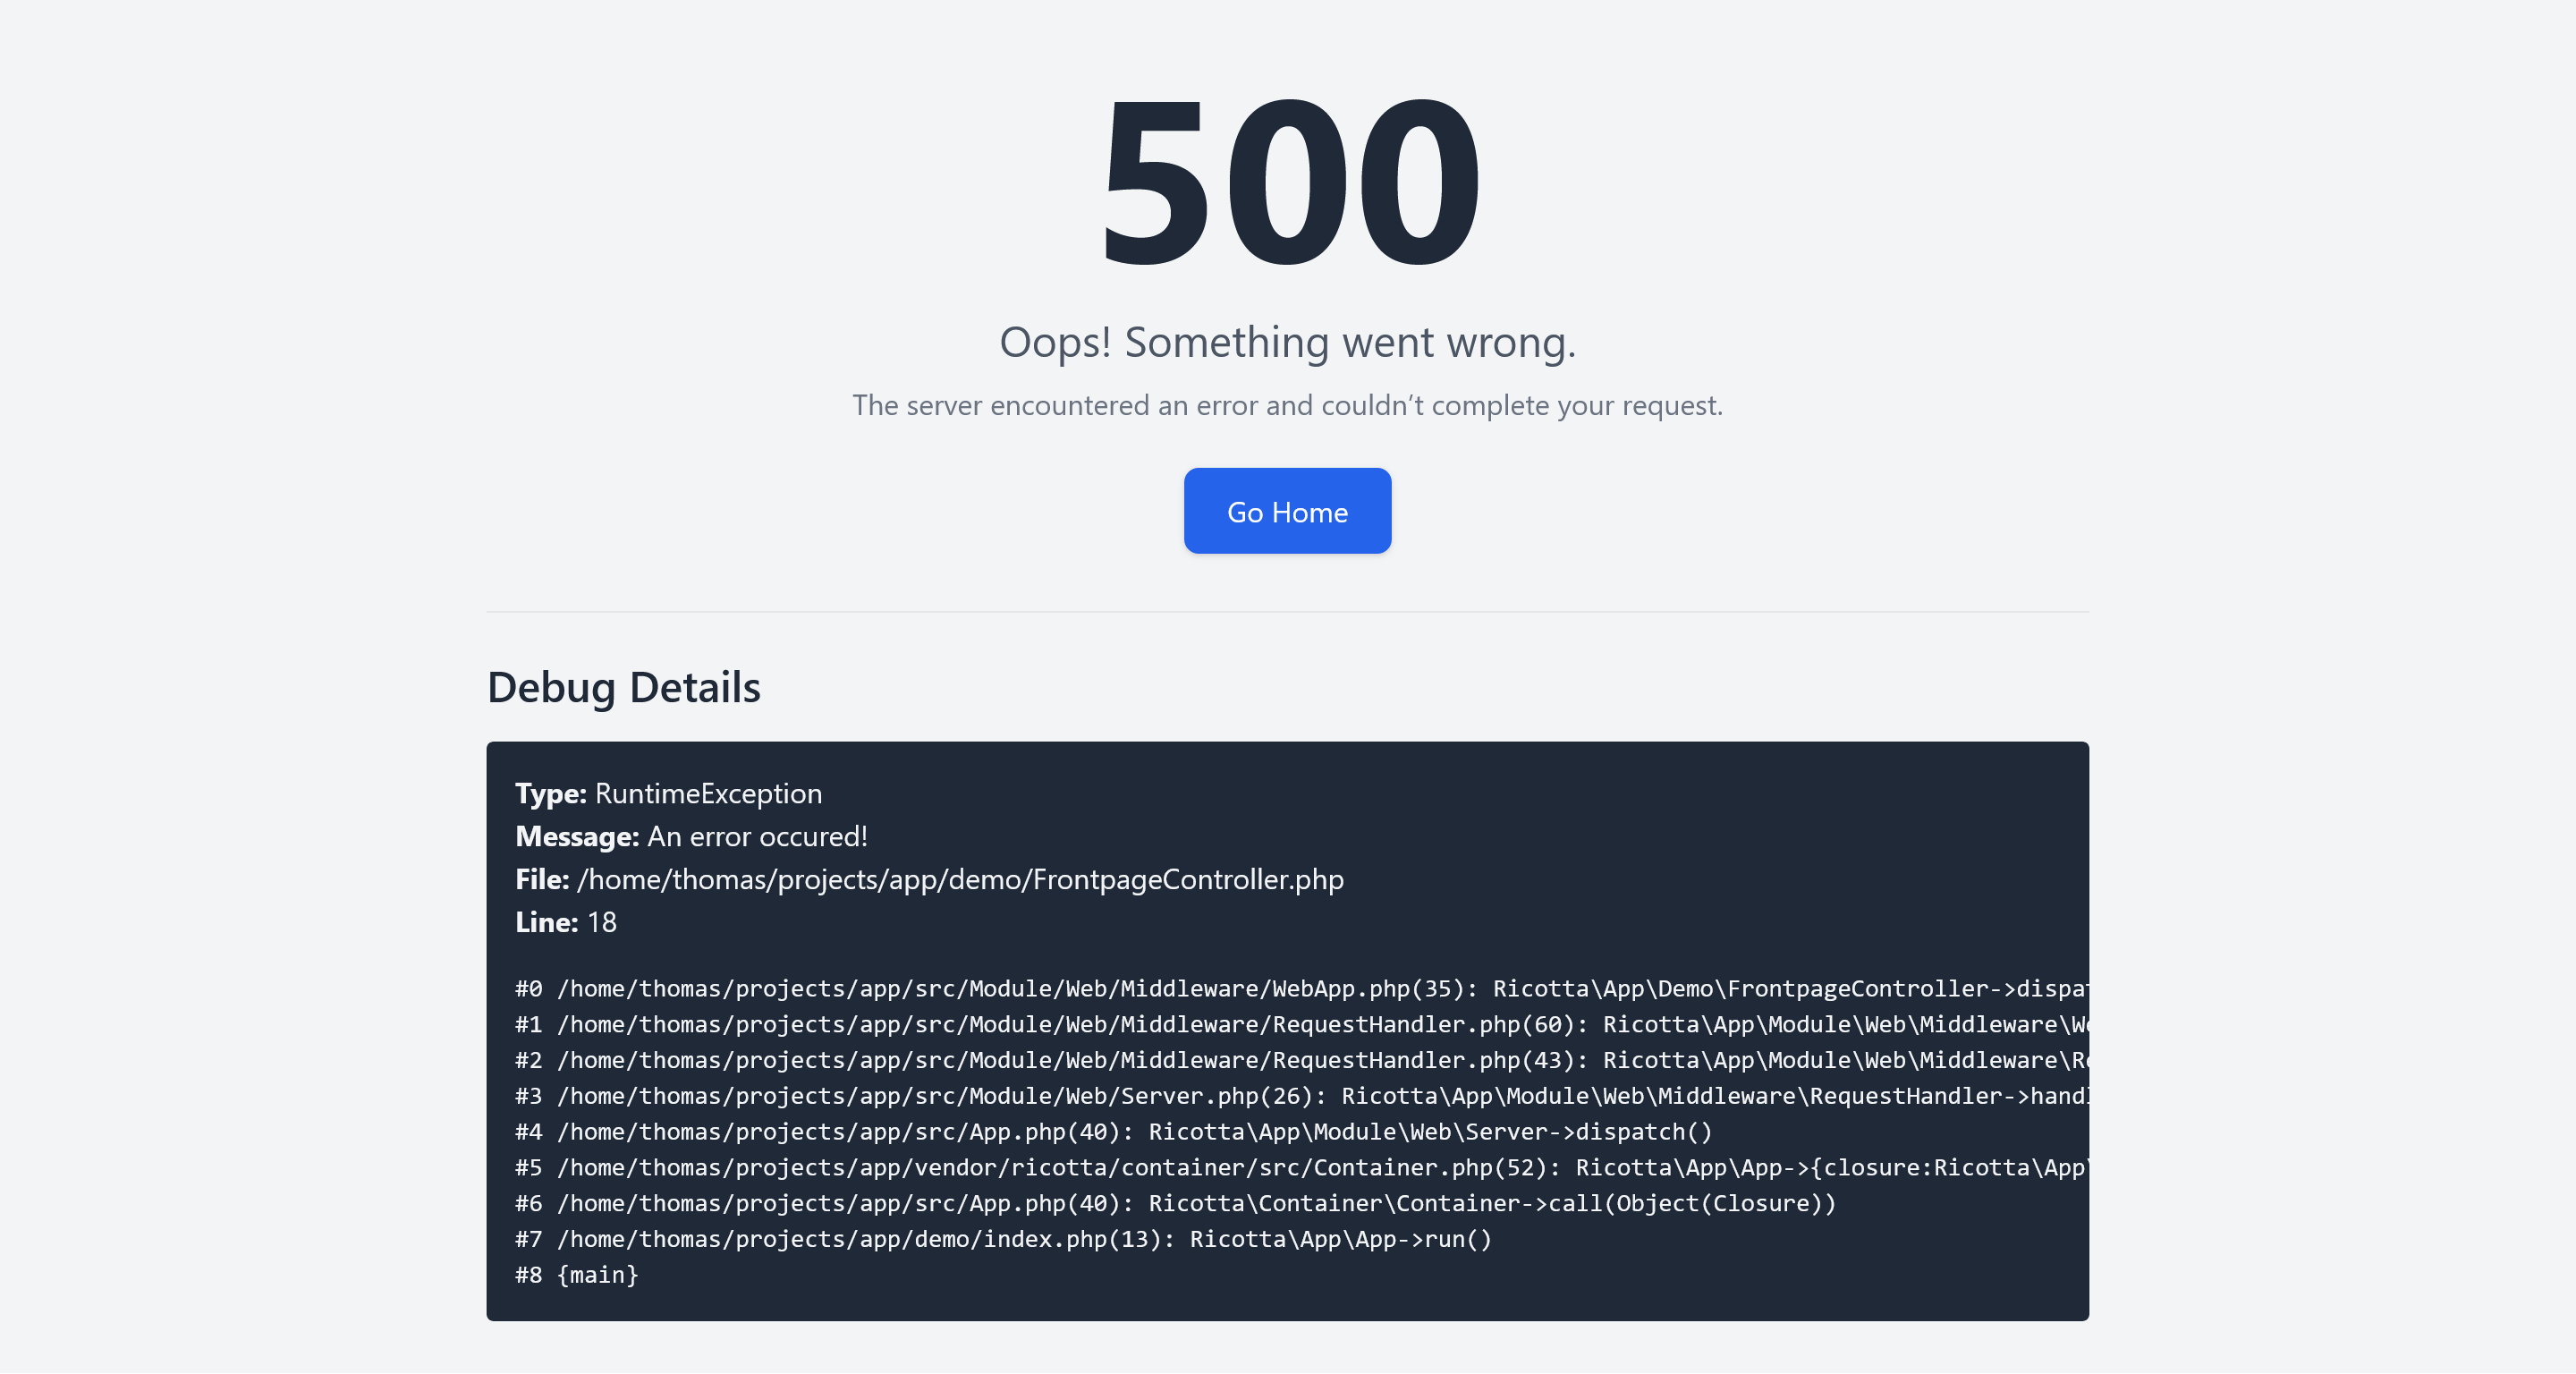 500
Oops! Something went wrong.
The server encountered an error and couldn’t complete your request.
Go Home
Debug Details
Type: RuntimeException
Message: An error occured!
File: /home/thomas/projects/app/demo/FrontpageController.php
Line: 18
#0 /home/thomas/projects/app/src/Module/Web/Middleware/WebApp.php(35): Ricotta\App\Demo\FrontpageController->dispat
#1 /home/thomas/projects/app/src/Module/Web/Middleware/RequestHandler.php(60): Ricotta\App\Module\Web\Middleware\We
#2 /home/thomas/projects/app/src/Module/Web/Middleware/RequestHandler.php(43): Ricotta\App\Module\Web\Middleware\Re
#3 /home/thomas/projects/app/src/Module/Web/Server.php(26): Ricotta\App\Module\Web\Middleware\RequestHandler->handl
#4 /home/thomas/projects/app/src/App.php(40): Ricotta\App\Module\Web\Server->dispatch()
#5 /home/thomas/projects/app/vendor/ricotta/container/src/Container.php(52): Ricotta\App\App->{closure:Ricotta\App\
#6 /home/thomas/projects/app/src/App.php(40): Ricotta\Container\Container->call(Object(Closure))
#7 /home/thomas/projects/app/demo/index.php(13): Ricotta\App\App->run()
#8 {main}